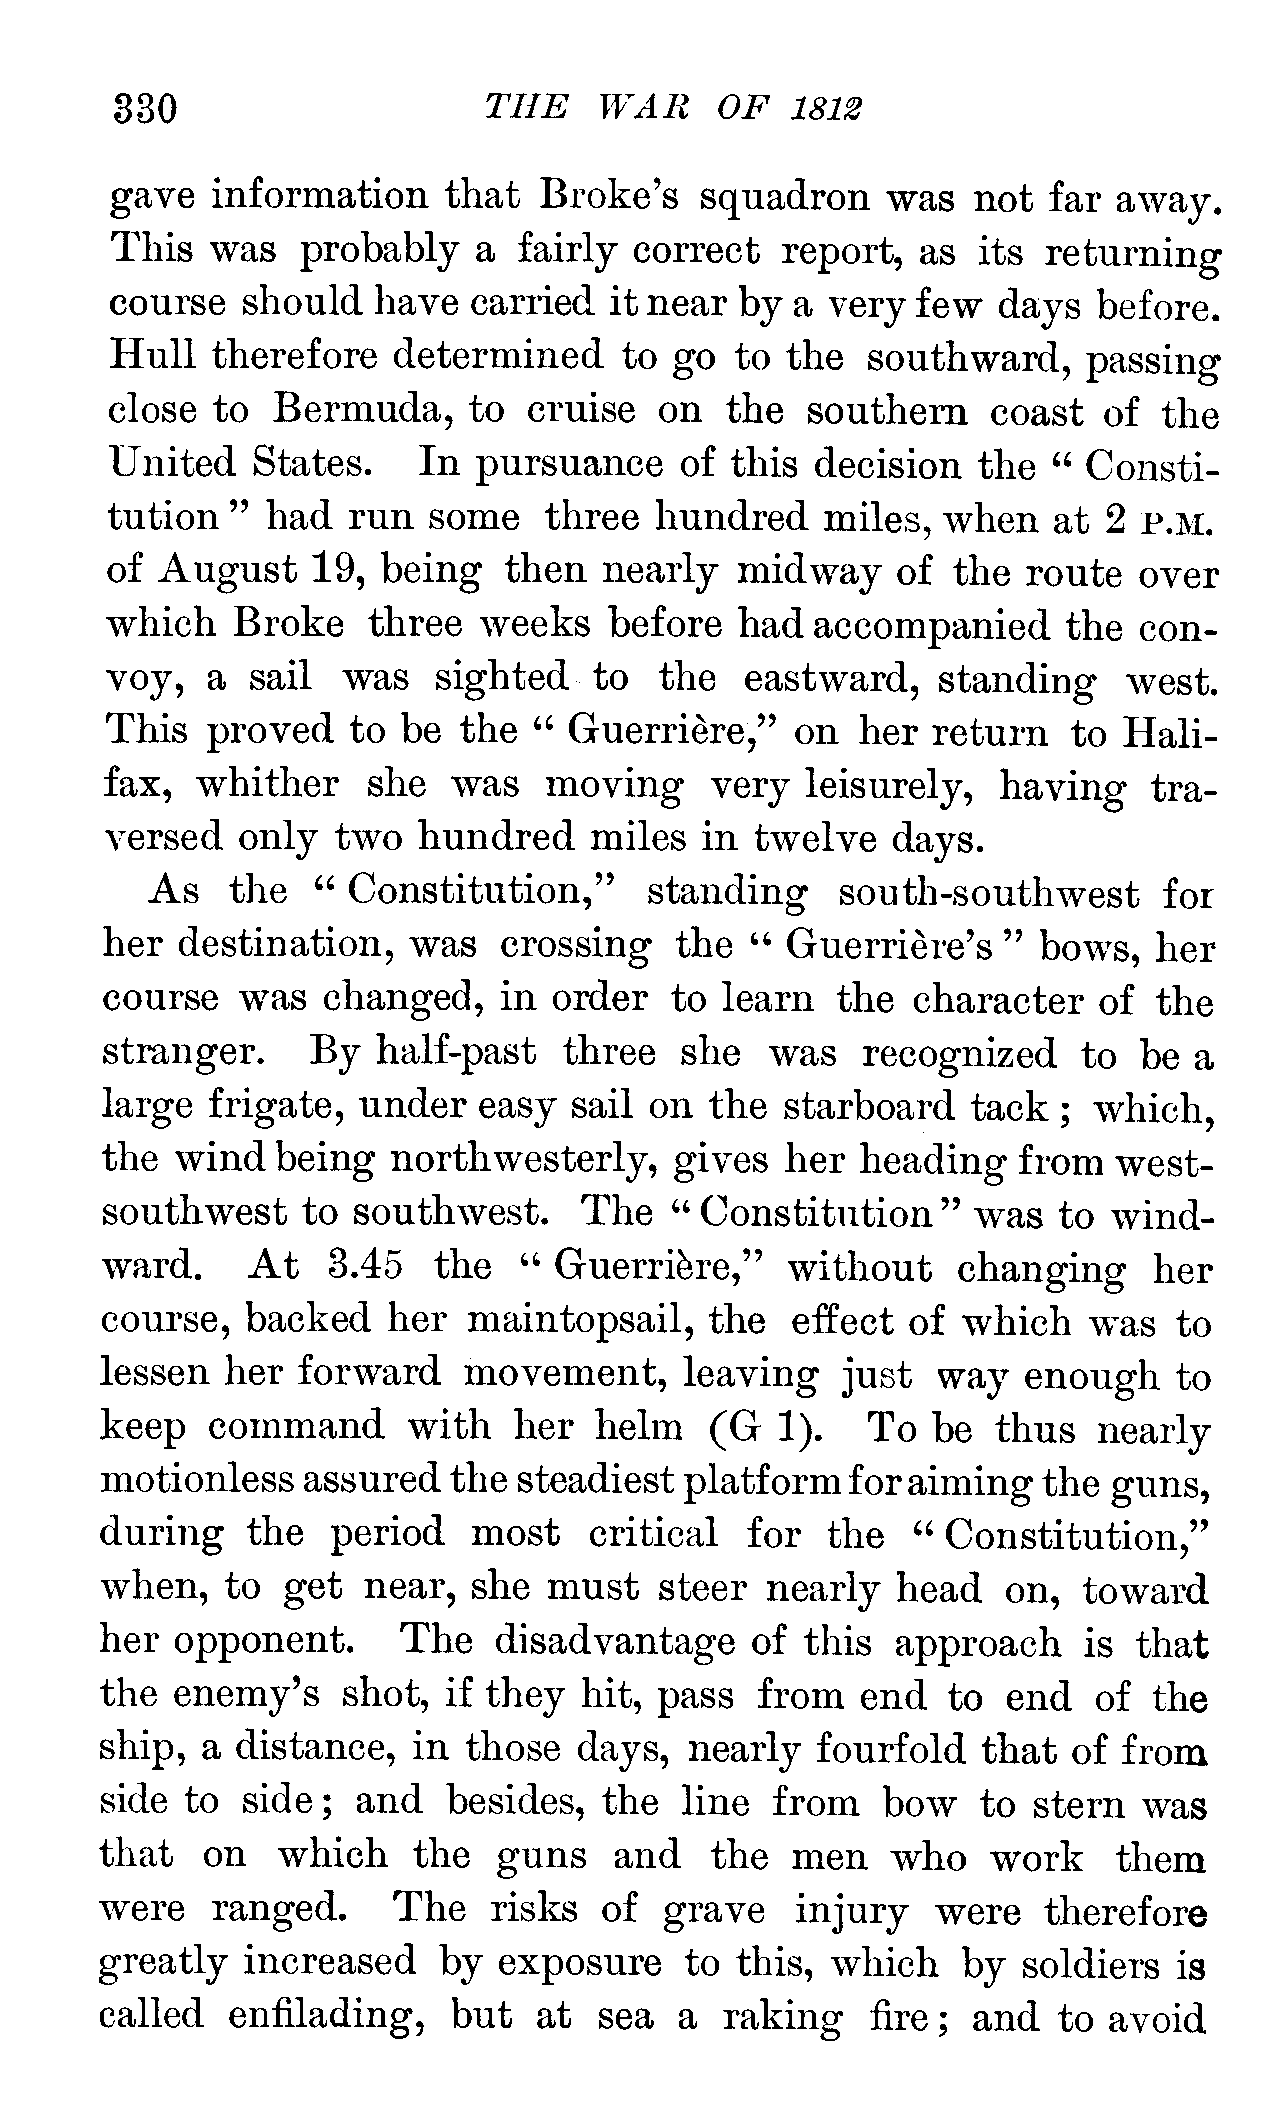 330 THE WAR OF 1812
gave information that Broke's squadron was not far away.
This was probably a fairly correct report, as its returning
course should have carried it near by a very few days before.
Hull therefore determined to go to the southward, passing
close to Bermuda, to cruise on the southern coast of the
United States. In pursuance of this decision the " Consti-
tution " had run some three hundred miles, when at 2 P.M.
of August 19, being then nearly midway of the route over
which Broke three weeks before had accompanied the con-
voy, a sail was sighted to the eastward, standing west.
This proved to be the " Guerrière," on her return to Hali-
fax, whither she was moving very leisurely, having tra-
versed only two hundred miles in twelve days.
As the " Constitution," standing south-southwest for
her destination, was crossing the " Guerrière's " bows, her
course was changed, in order to learn the character of the
stranger. By half-past three she was recognized to be a
large frigate, under easy sail on the starboard tack ; which,
the wind being northwesterly, gives her heading from west-
southwest to southwest. The " Constitution " was to wind-
ward. At 3.45 the " Guerrière," without changing her
course, backed her maintopsail, the effect of which was to
lessen her forward movement, leaving just way enough to
keep command with her helm (G 1). To be thus nearly
motionless assured the steadiest platform for aiming the guns,
during the period most critical for the " Constitution,"
when, to get near, she must steer nearly head on, toward
her opponent. The disadvantage of this approach is that
the enemy's shot, if they hit, pass from end to end of the
ship, a distance, in those days, nearly fourfold that of from
side to side ; and besides, the line from bow to stern was
that on which the guns and the men who work them
were ranged. The risks of grave injury were therefore
greatly increased by exposure to this, which by soldiers is
called enfilading, but at sea a raking fire ; and to avoid